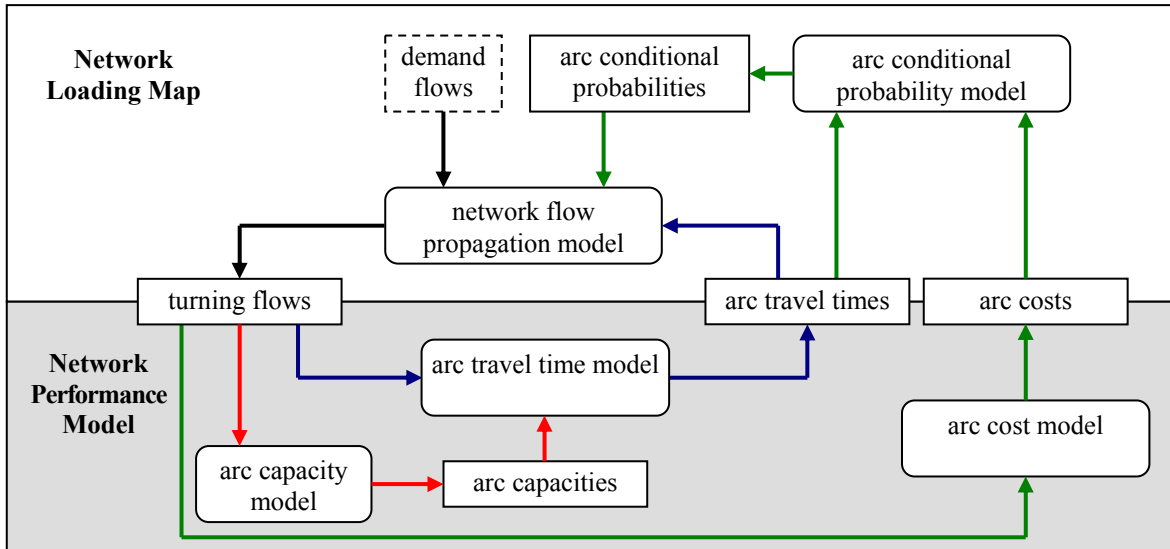 Network
Loading Map
demand
flows
arc conditional
probabilities
arc conditional
probability model
network flow
propagation model
turning flows
arc travel times
arc costs
Network
Performance
Model
arc travel time model
arc cost model
arc capacity
model
arc capacities